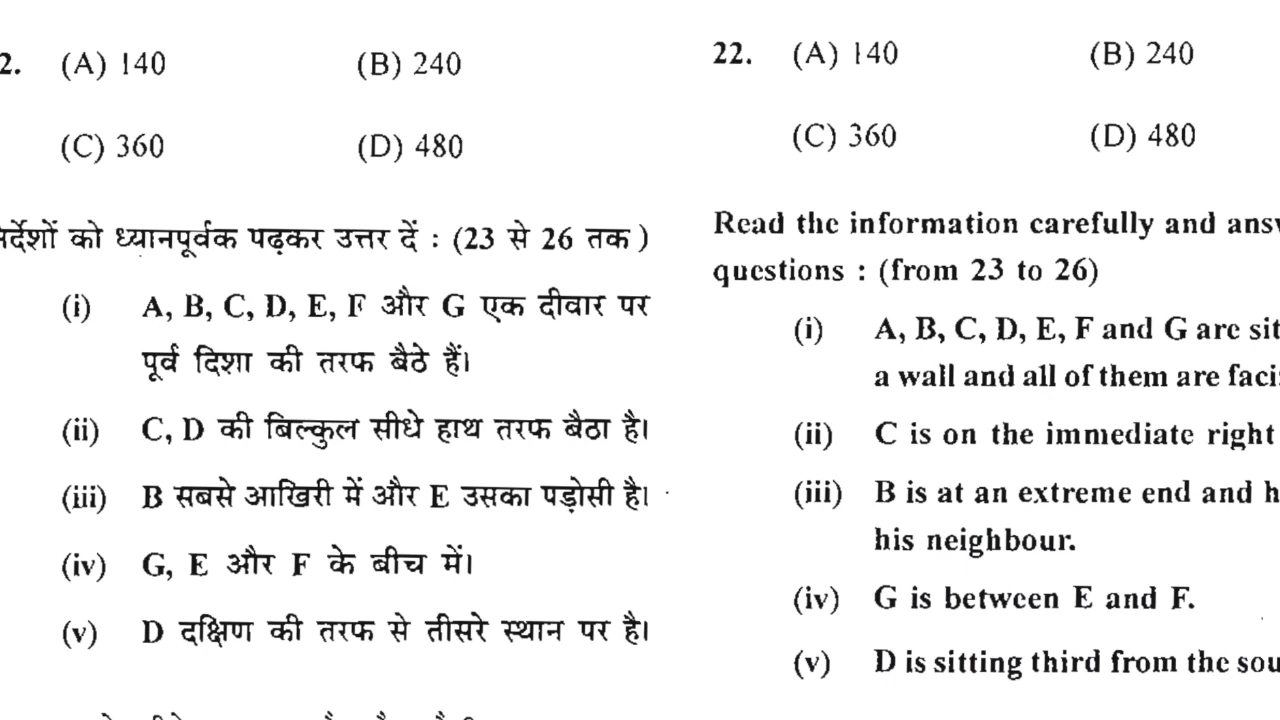 2. (A) 140 (B) 240
(C) 360 (D) 480
निर्देशों को ध्यानपूर्वक पढ़कर उत्तर दें : (23 से 26 तक )
(i) A, B, C, D, E, F और G एक दीवार पर
पूर्व दिशा की तरफ बैठे हैं।
(ii) C, D की बिल्कुल सीधे हाथ तरफ बैठा है।
(iii) B सबसे आखिरी में और E उसका पड़ोसी है।
(iv) G, E और F के बीच में।
(v) D दक्षिण की तरफ से तीसरे स्थान पर है।
22. (A) 140 (B) 240
(C) 360 (D) 480
Read the information carefully and answ
questions : (from 23 to 26)
(i) A, B, C, D, E, F and G are sit
a wall and all of them are faci
(ii) C is on the immediate right
(iii) B is at an extreme end and h
his neighbour.
(iv) G is between E and F.
(v) D is sitting third from the sou